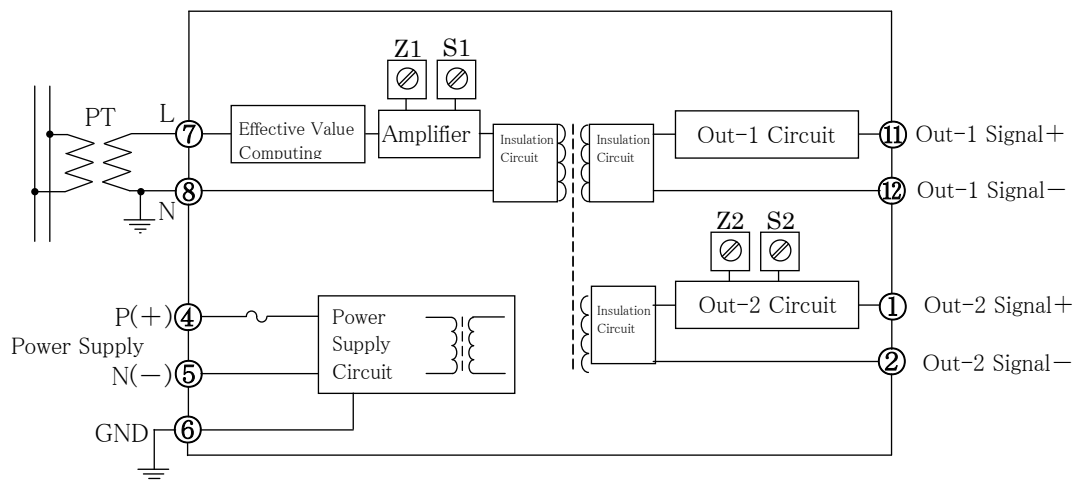 Z1 S1
PT
L
⑦
Effective Value
Computing
Amplifier
Insulation
Circuit
Insulation
Circuit
Out-1 Circuit
⑪ Out-1 Signal+
⑧
N
⑫ Out-1 Signal−
Z2 S2
Insulation
Circuit
Out-2 Circuit
① Out-2 Signal+
② Out-2 Signal−
P(+) ④
Power Supply
N(−) ⑤
Power
Supply
Circuit
GND ⑥